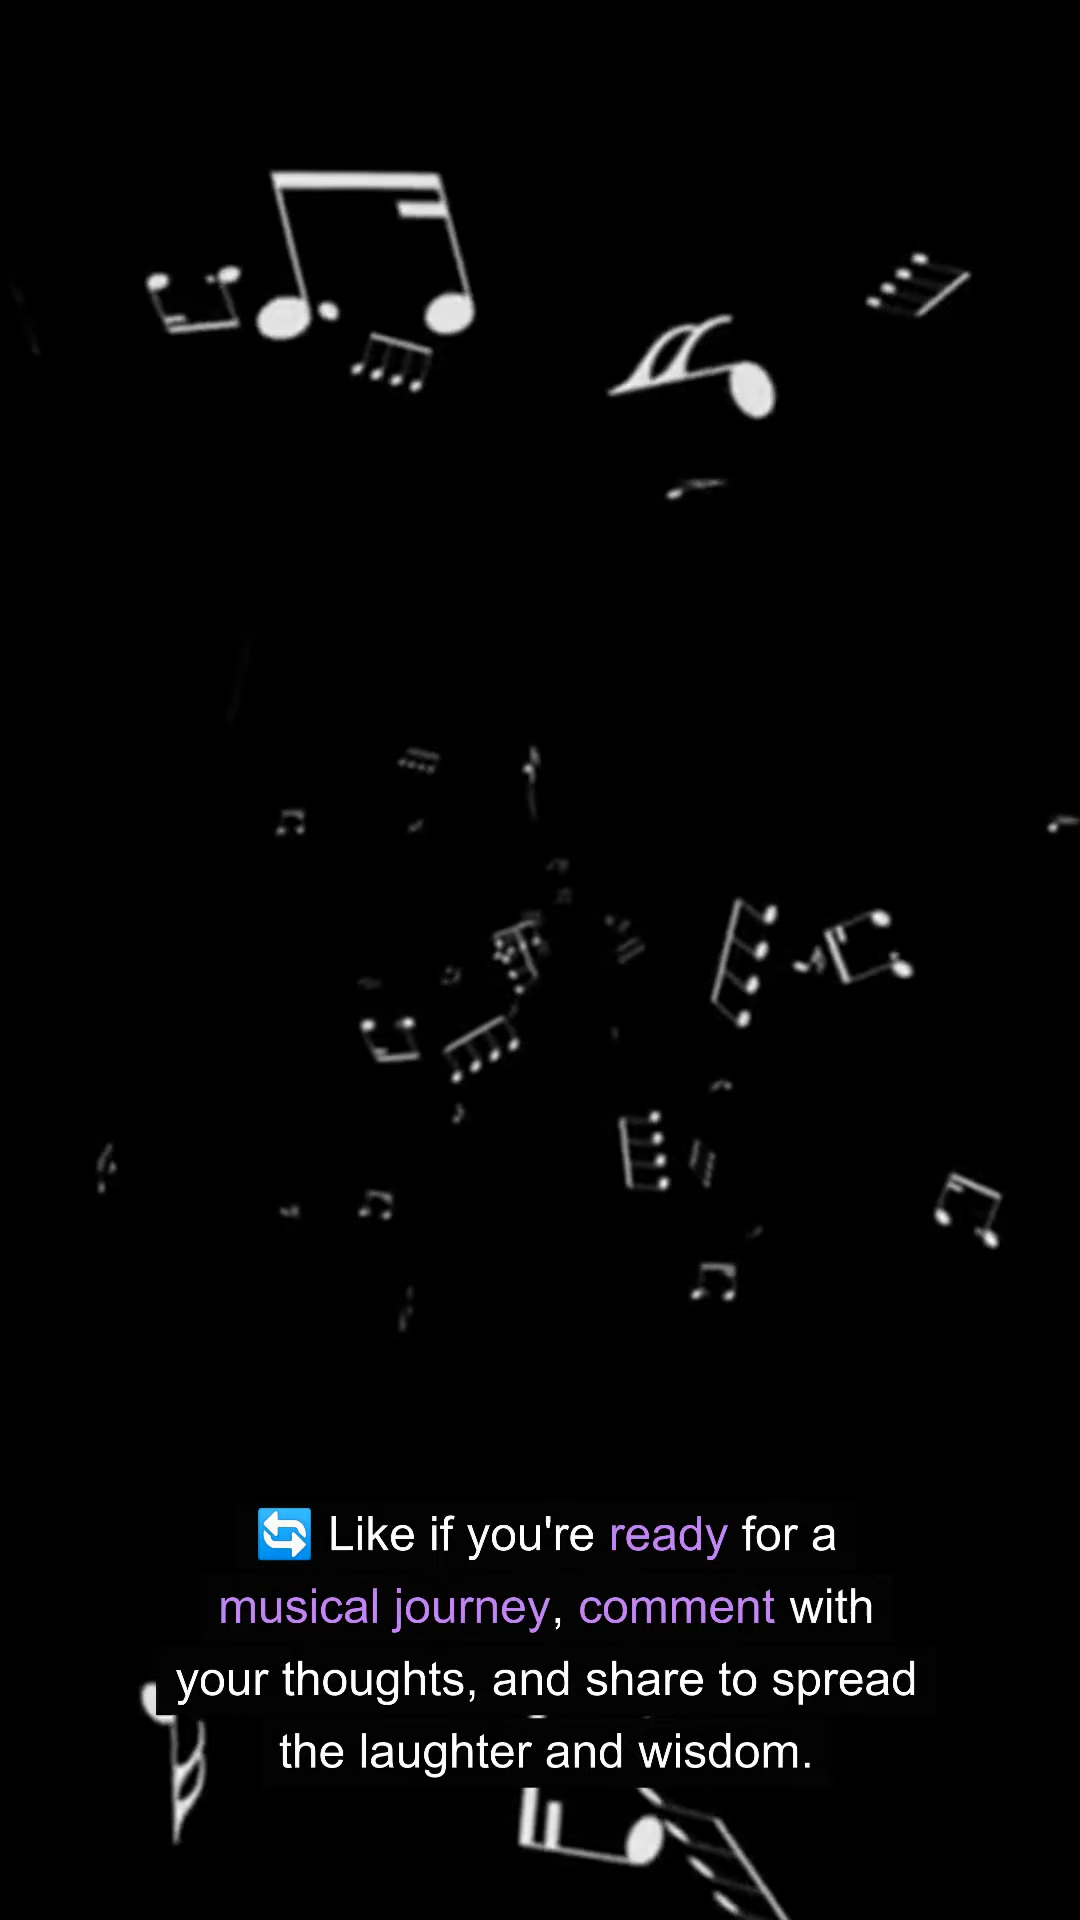 🔄 Like if you're ready for a
musical journey, comment with
your thoughts, and share to spread
the laughter and wisdom.